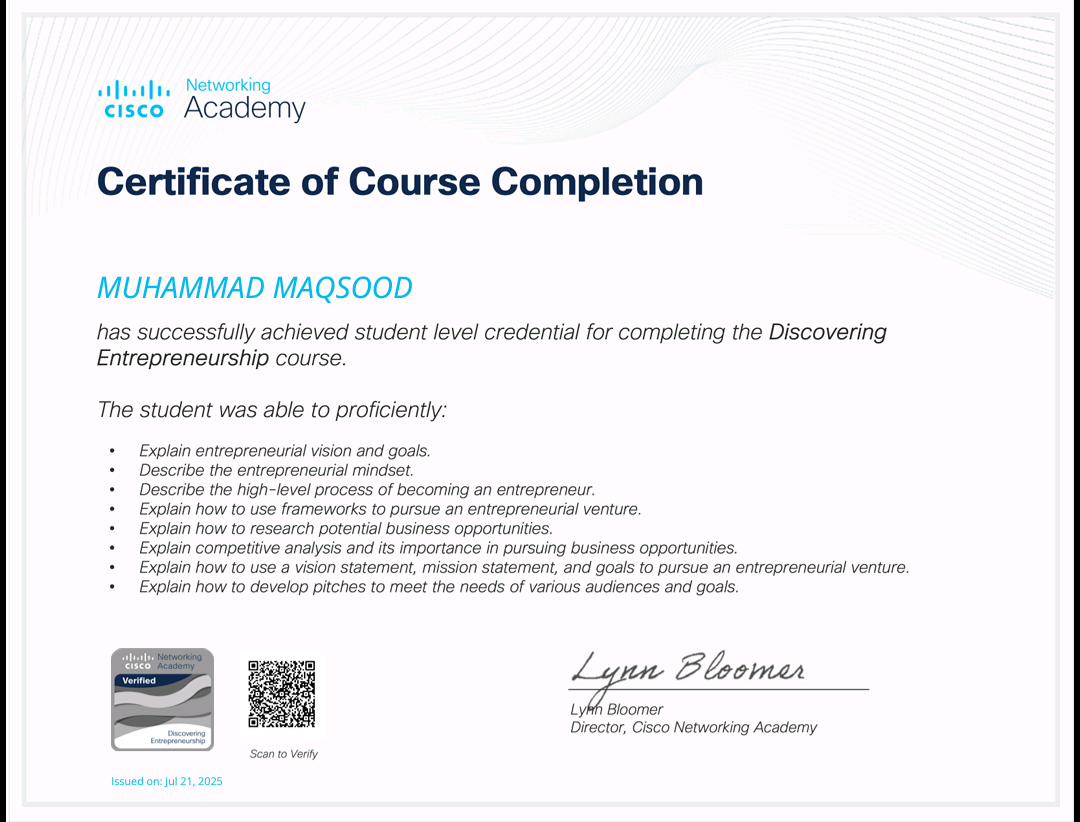 Networking
CISCO Academy
Certificate of Course Completion
MUHAMMAD MAQSOOD
has successfully achieved student level credential for completing the Discovering
Entrepreneurship course.
The student was able to proficiently:
• Explain entrepreneurial vision and goals.
• Describe the entrepreneurial mindset.
• Describe the high-level process of becoming an entrepreneur.
• Explain how to use frameworks to pursue an entrepreneurial venture.
• Explain how to research potential business opportunities.
• Explain competitive analysis and its importance in pursuing business opportunities.
• Explain how to use a vision statement, mission statement, and goals to pursue an entrepreneurial venture.
• Explain how to develop pitches to meet the needs of various audiences and goals.
Networking
CISCO Academy
Verified
Discovering
Entrepreneurship
Scan to Verify
Issued on: Jul 21, 2025
Lynn Bloomer
Lynn Bloomer
Director, Cisco Networking Academy